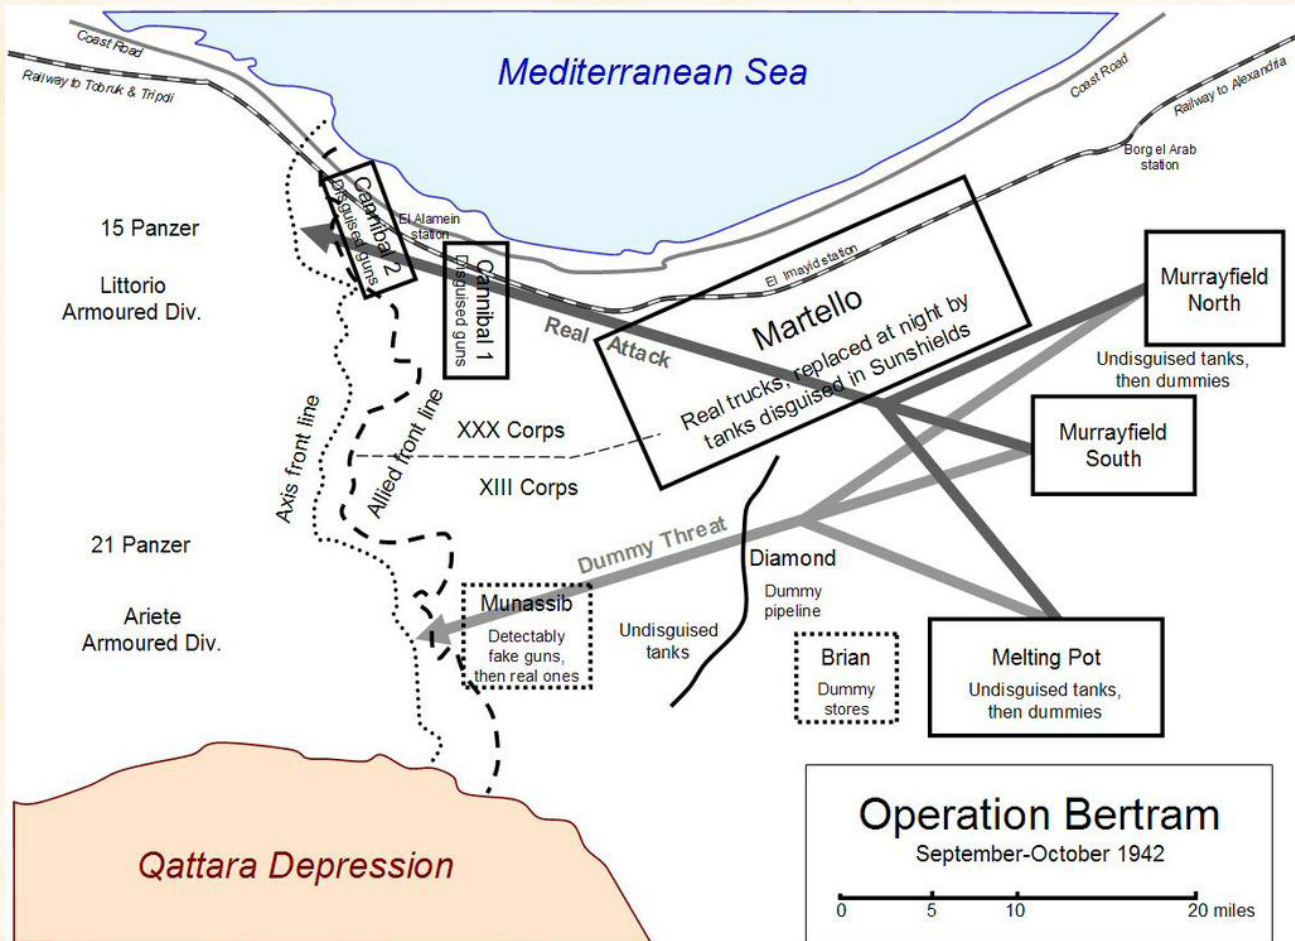 Mediterranean Sea
Coast Road
Railway to Tobruk & Tripoli
Coast Road
Railway to Alexandria
Borg el Arab
station
Cannibal 2
Disguised guns
El Alamein
station
Cannibal 1
Disguised guns
15 Panzer
Littorio
Armoured Div.
El Imayid station
Martello
Real trucks, replaced at night by
tanks disguised in Sunshields
Real Attack
Murrayfield
North
Undisguised tanks,
then dummies
Murrayfield
South
Axis front line
Allied front line
XXX Corps
XIII Corps
21 Panzer
Ariete
Armoured Div.
Dummy Threat
Diamond
Dummy
pipeline
Munassib
Detectably
fake guns,
then real ones
Undisguised
tanks
Brian
Dummy
stores
Melting Pot
Undisguised tanks,
then dummies
Qattara Depression
Operation Bertram
September-October 1942
0 5 10 20 miles